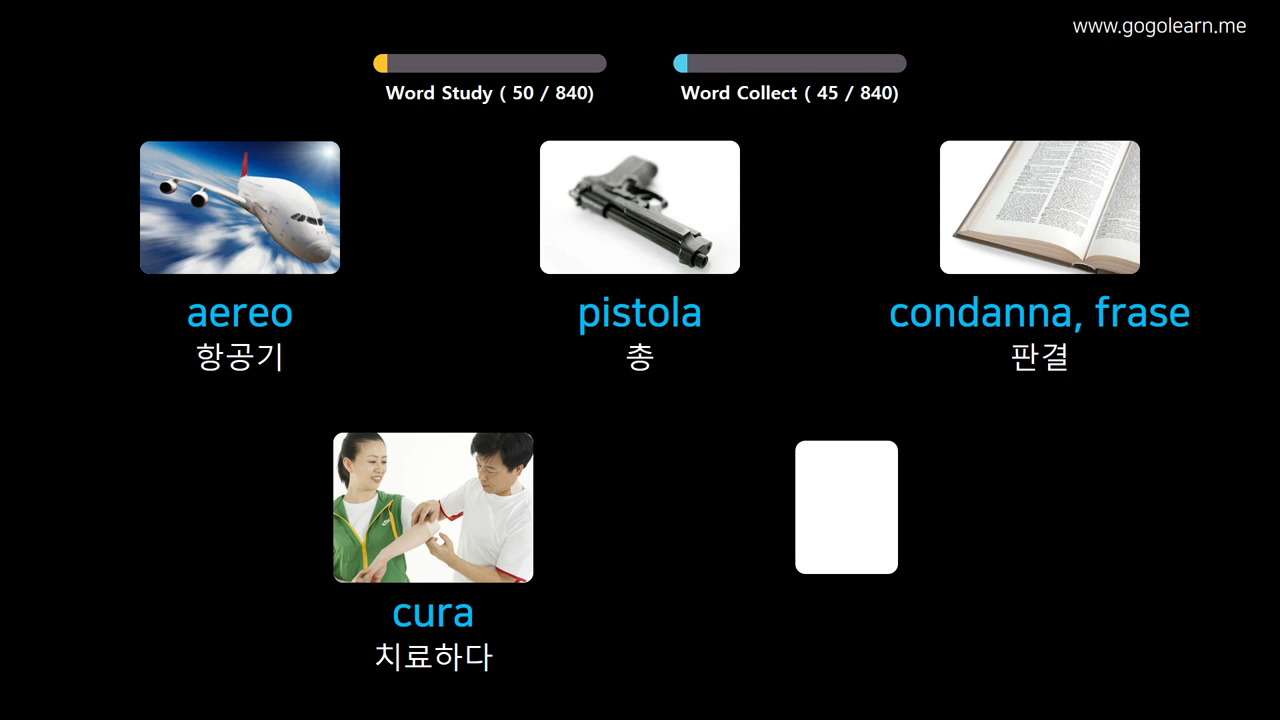 www.gogolearn.me
Word Study ( 50 / 840)
Word Collect ( 45 / 840)
aereo
항공기
pistola
총
condanna, frase
판결
cura
치료하다